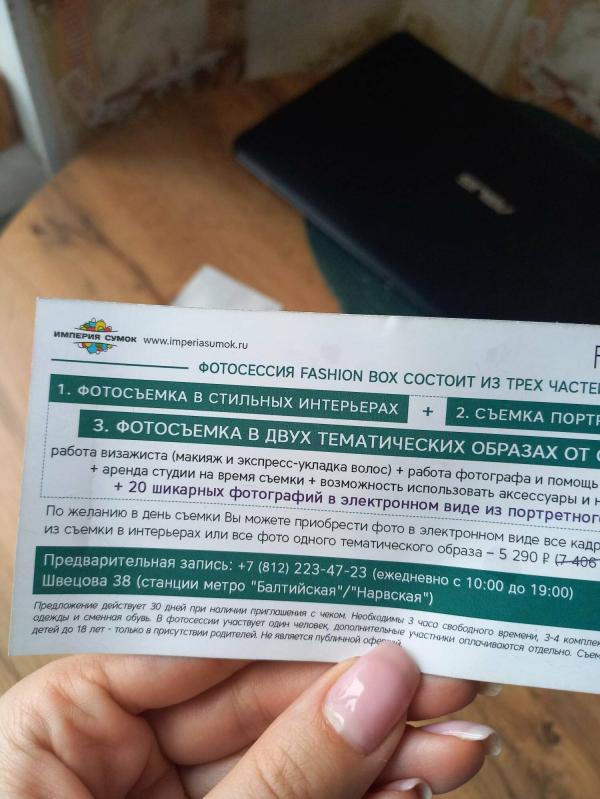 ASUS
ИМПЕРИЯ СУМОК www.imperiasumok.ru
ФОТОСЕССИЯ FASHION BOX СОСТОИТ ИЗ ТРЕХ ЧАСТЕЙ
1. ФОТОСЪЕМКА В СТИЛЬНЫХ ИНТЕРЬЕРАХ + 2. СЪЕМКА ПОРТР
3. ФОТОСЪЕМКА В ДВУХ ТЕМАТИЧЕСКИХ ОБРАЗАХ ОТ
работа визажиста (макияж и экспресс-укладка волос) + работа фотографа и помощь
+ аренда студии на время съемки + возможность использовать аксессуары и
+ 20 шикарных фотографий в электронном виде из портретного
По желанию в день съемки Вы можете приобрести фото в электронном виде все кадр
из съемки в интерьерах или все фото одного тематического образа – 5 290 ₽ (7 406
Предварительная запись: +7 (812) 223-47-23 (ежедневно с 10:00 до 19:00)
Швецова 38 (станции метро "Балтийская"/"Нарвская")
Предложение действует 30 дней при наличии приглашения с чеком. Необходимы 3 часа свободного времени, 3-4 комплек
одежды и сменная обувь. В фотосессии участвует один человек, дополнительные участники оплачиваются отдельно. Съем
детей до 18 лет - только в присутствии родителей. Не является публичной офертой.